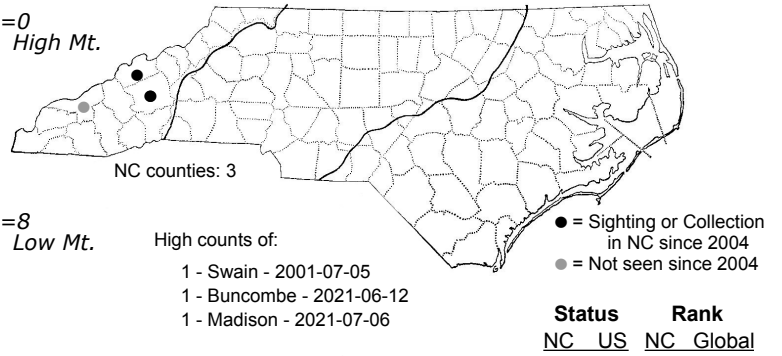 =0
High Mt.
NC counties: 3
=8
Low Mt.
High counts of:
1 - Swain - 2001-07-05
1 - Buncombe - 2021-06-12
1 - Madison - 2021-07-06
● = Sighting or Collection
in NC since 2004
● = Not seen since 2004
Status Rank
NC US NC Global